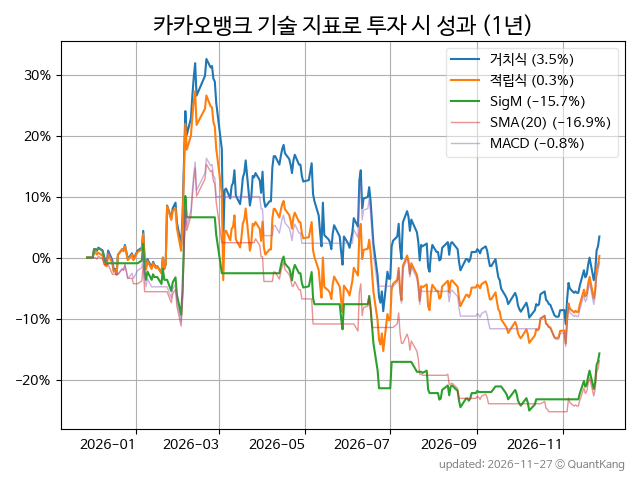 카카오뱅크 기술 지표로 투자 시 성과 (1년)
거치식 (3.5%)
적립식 (0.3%)
SigM (−15.7%)
SMA(20) (−16.9%)
MACD (−0.8%)
30%
20%
10%
0%
−10%
−20%
2026-01 2026-03 2026-05 2026-07 2026-09 2026-11
updated: 2026-11-27 © QuantKang